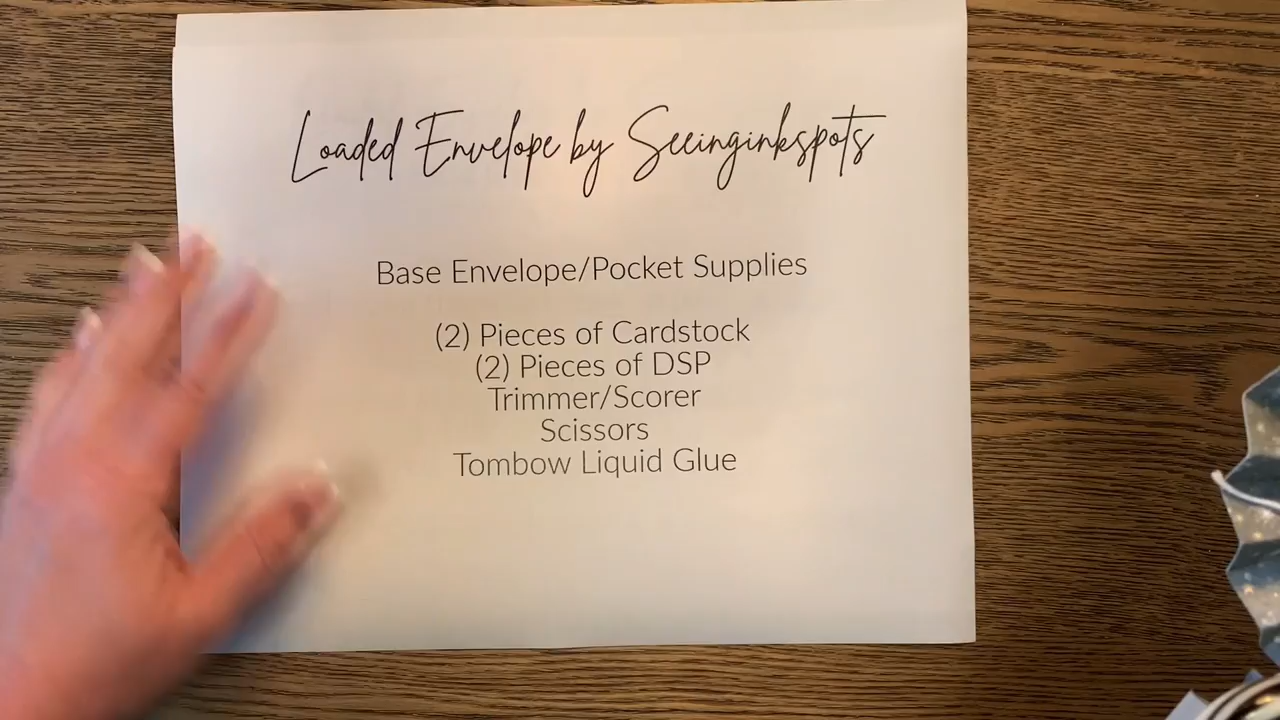 Loaded Envelope by Seeinginkspots
Base Envelope/Pocket Supplies
(2) Pieces of Cardstock
(2) Pieces of DSP
Trimmer/Scorer
Scissors
Tombow Liquid Glue